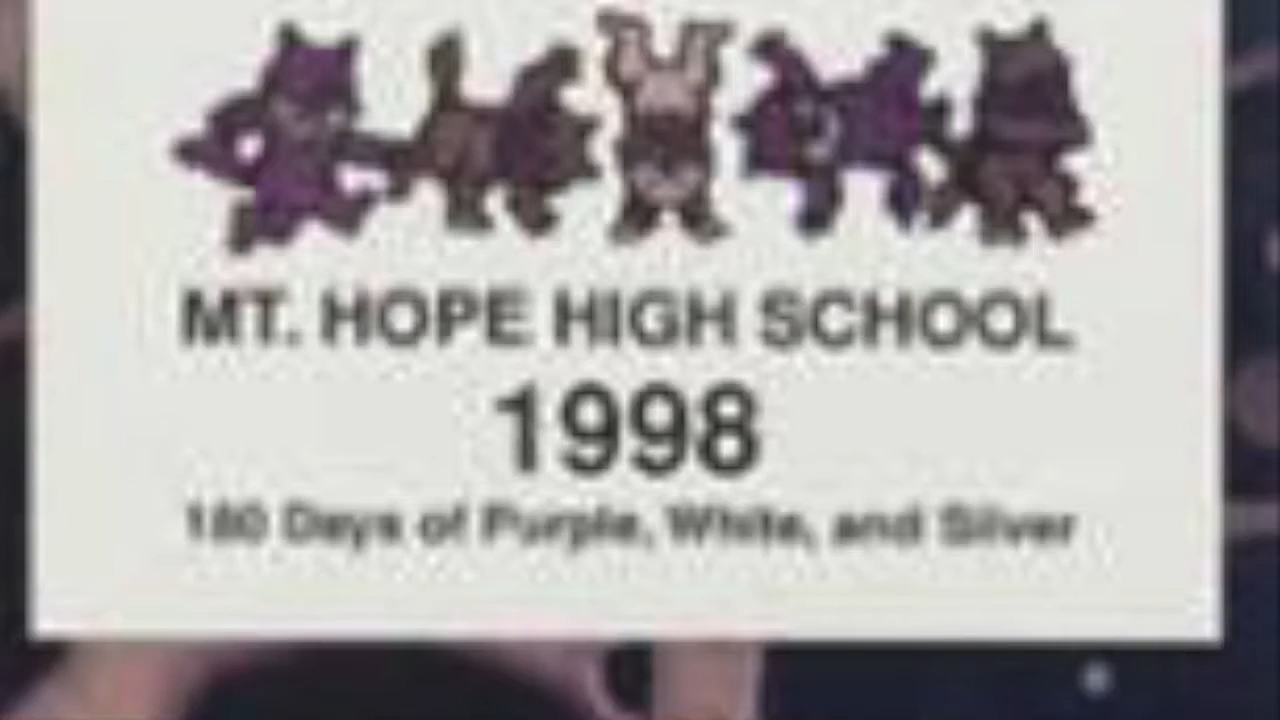 MT. HOPE HIGH SCHOOL
1998
180 Days of Purple, White, and Silver